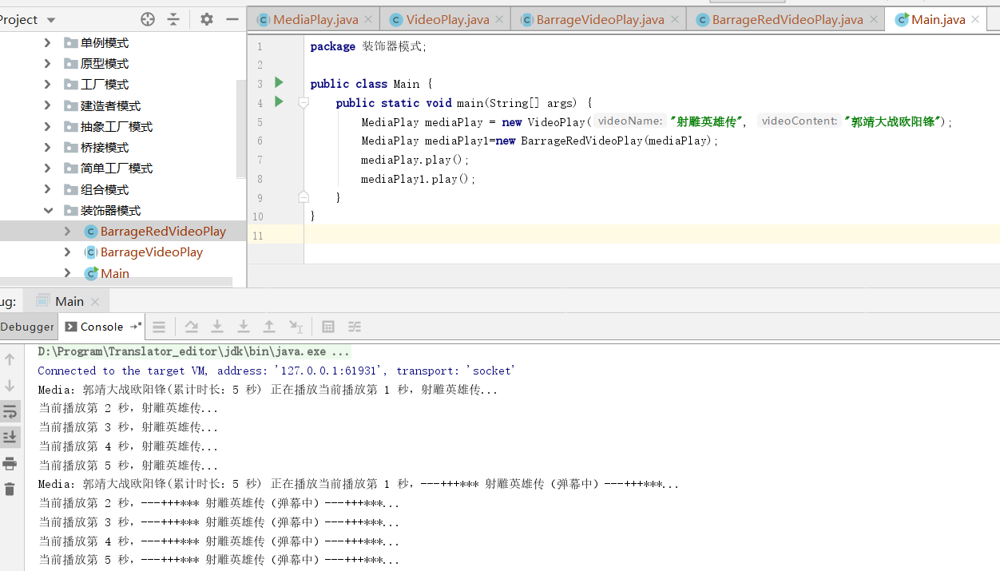 Project
MediaPlay.java VideoPlay.java BarrageVideoPlay.java BarrageRedVideoPlay.java Main.java
单例模式
原型模式
工厂模式
建造者模式
抽象工厂模式
桥接模式
简单工厂模式
组合模式
装饰器模式
BarrageRedVideoPlay
BarrageVideoPlay
Main
1 package 装饰器模式;
2
3 public class Main {
4 public static void main(String[] args) {
5 MediaPlay mediaPlay = new VideoPlay( videoName: "射雕英雄传", videoContent: "郭靖大战欧阳锋");
6 MediaPlay mediaPlay1=new BarrageRedVideoPlay(mediaPlay);
7 mediaPlay.play();
8 mediaPlay1.play();
9 }
10 }
11
ug: Main
Debugger Console
D:\Program\Translator_editor\jdk\bin\java.exe ...
Connected to the target VM, address: '127.0.0.1:61931', transport: 'socket'
Media: 郭靖大战欧阳锋(累计时长: 5 秒) 正在播放当前播放第 1 秒，射雕英雄传...
当前播放第 2 秒，射雕英雄传...
当前播放第 3 秒，射雕英雄传...
当前播放第 4 秒，射雕英雄传...
当前播放第 5 秒，射雕英雄传...
Media: 郭靖大战欧阳锋(累计时长: 5 秒) 正在播放当前播放第 1 秒，---+++*** 射雕英雄传（弹幕中）---+++***...
当前播放第 2 秒，---+++*** 射雕英雄传（弹幕中）---+++***...
当前播放第 3 秒，---+++*** 射雕英雄传（弹幕中）---+++***...
当前播放第 4 秒，---+++*** 射雕英雄传（弹幕中）---+++***...
当前播放第 5 秒，---+++*** 射雕英雄传（弹幕中）---+++***...